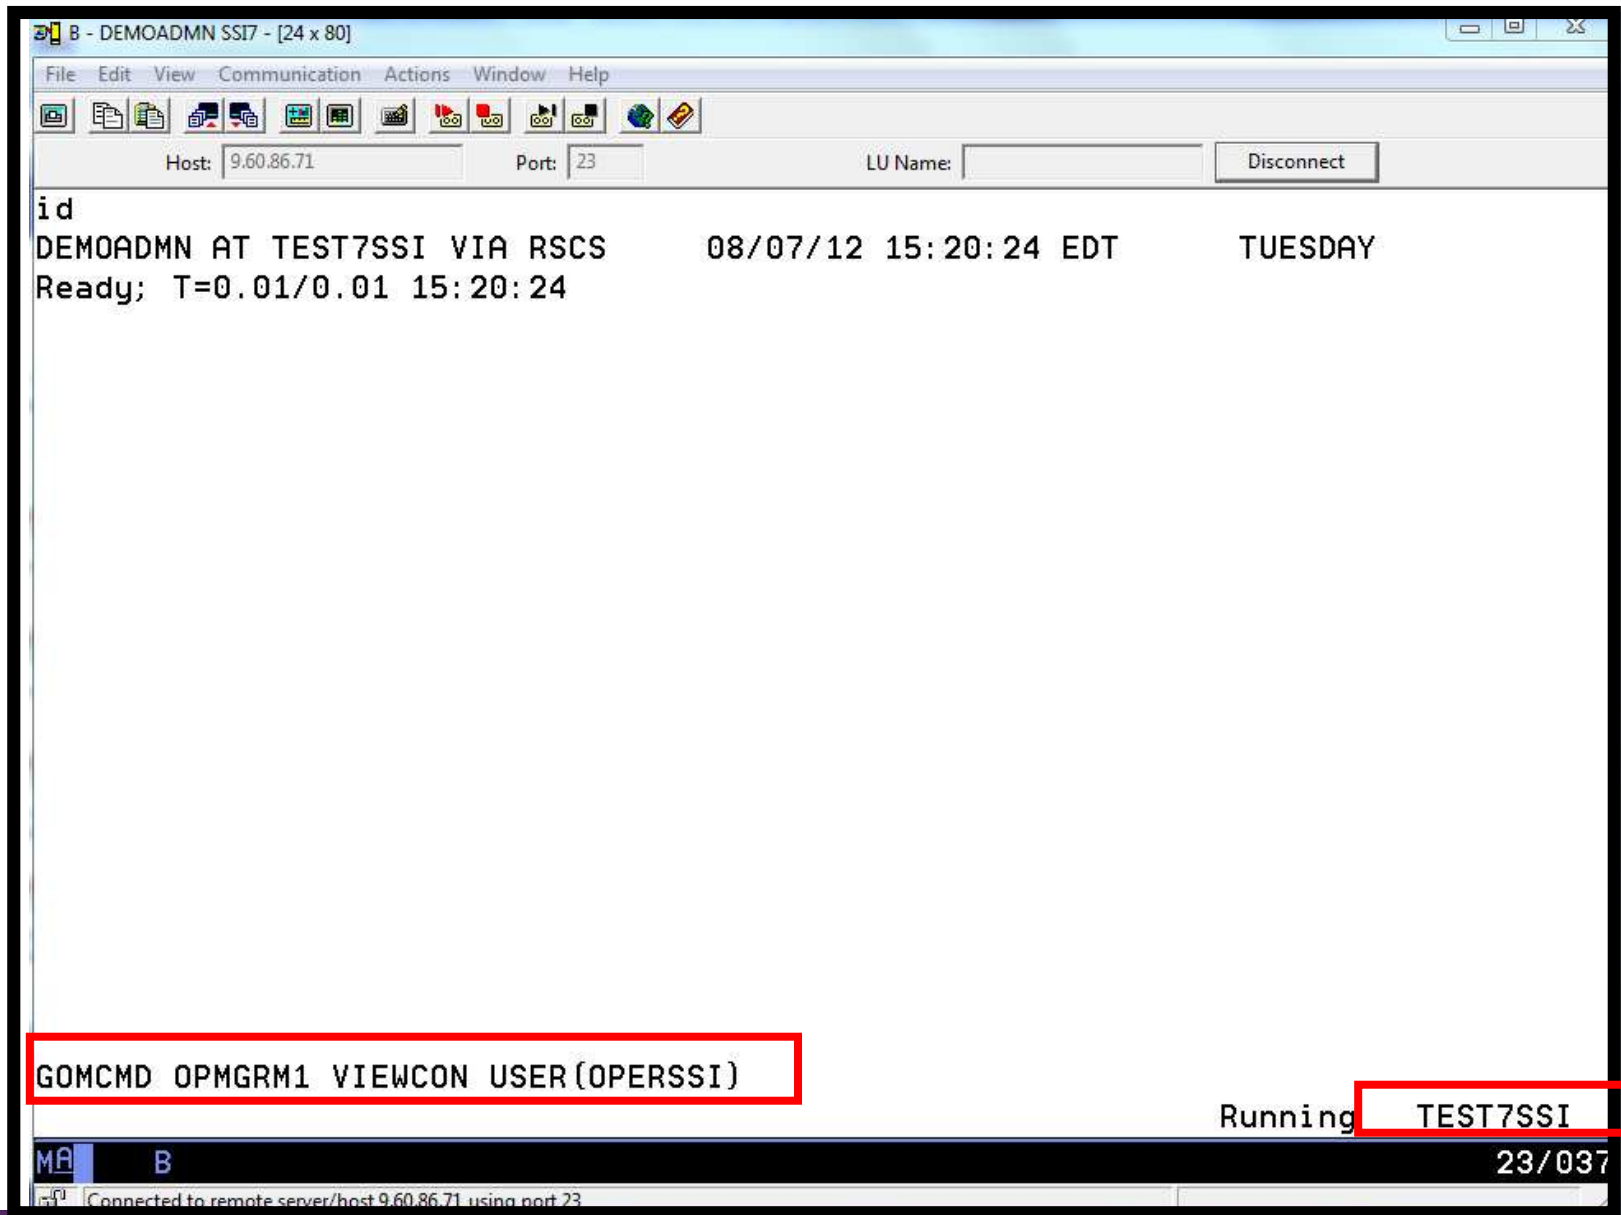 B - DEMOADMN SSI7 - [24 x 80]
File Edit View Communication Actions Window Help
Host: 9.60.86.71 Port: 23 LU Name: Disconnect
id
DEMOADMN AT TEST7SSI VIA RSCS 08/07/12 15:20:24 EDT TUESDAY
Ready; T=0.01/0.01 15:20:24
GOMCMD OPMGRM1 VIEWCON USER(OPERSSI)
Running TEST7SSI
MA B 23/037
Connected to remote server/host 9.60.86.71 using port 23